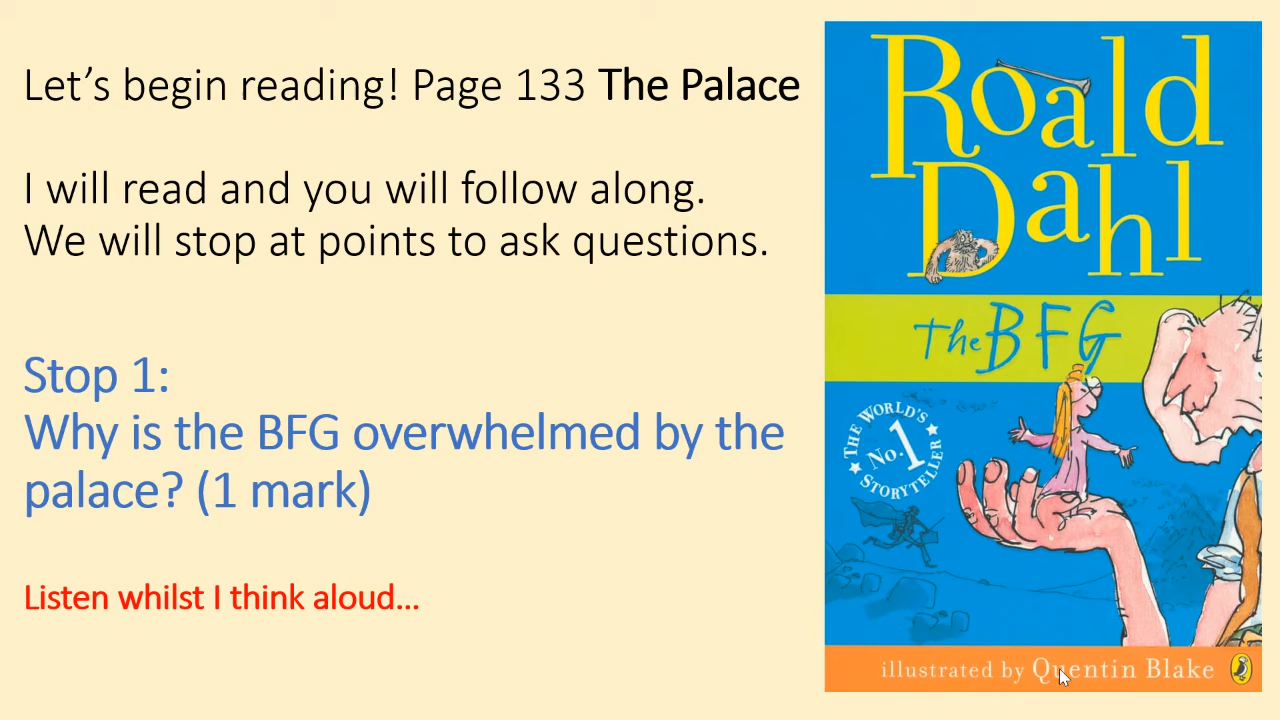 Let’s begin reading! Page 133 The Palace
I will read and you will follow along.
We will stop at points to ask questions.
Stop 1:
Why is the BFG overwhelmed by the
palace? (1 mark)
Listen whilst I think aloud…
Roald
Dahl
the BFG
THE WORLD'S
No. 1
STORYTELLER
illustrated by Quentin Blake